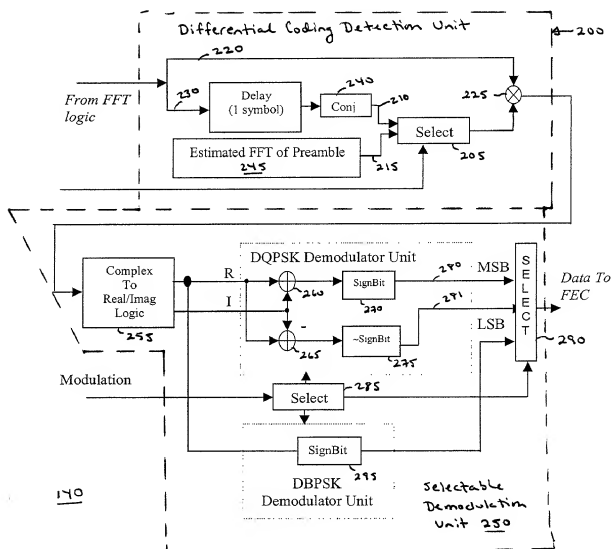 Differential Coding Detection Unit
200
220
From FFT
logic
230
Delay
(1 symbol)
240
Conj
210
225
Estimated FFT of Preamble
245
215
Select
205
Complex
To
Real/Imag
Logic
255
R
I
DQPSK Demodulator Unit
260
SignBit
270
280
MSB
281
-
265
~SignBit
275
LSB
SELECT
290
Data To
FEC
Modulation
Select
285
SignBit
295
DBPSK
Demodulator Unit
140
Selectable
Demodulation
Unit 250